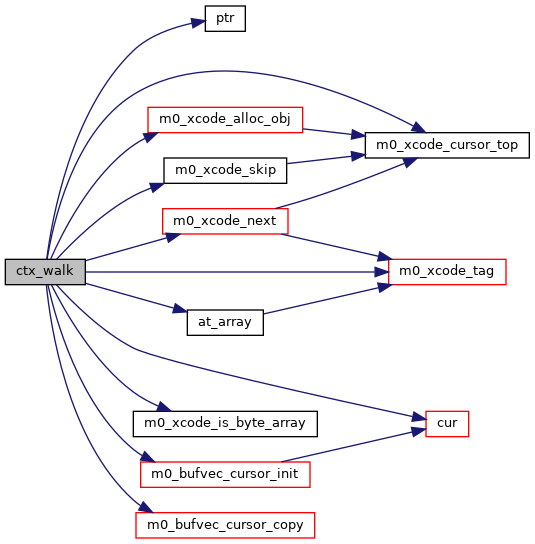 ptr
m0_xcode_alloc_obj
m0_xcode_cursor_top
m0_xcode_skip
m0_xcode_next
ctx_walk
m0_xcode_tag
at_array
m0_xcode_is_byte_array
cur
m0_bufvec_cursor_init
m0_bufvec_cursor_copy